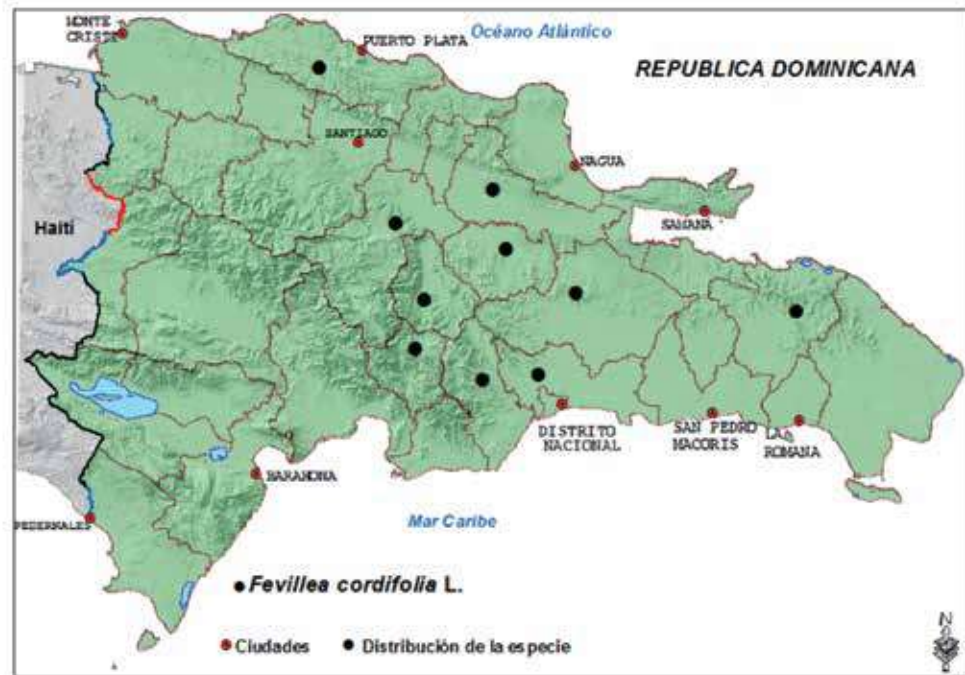 MONTE
CRISTI
PUERTO PLATA
Océano Atlántico
REPUBLICA DOMINICANA
SANTIAGO
NAGUA
SAMANA
Haití
DISTRITO
NACIONAL
SAN PEDRO
MACORIS
LA
ROMANA
BARAHONA
PEDERNALES
Mar Caribe
Fevillea cordifolia L.
Ciudades
Distribución de la especie
N